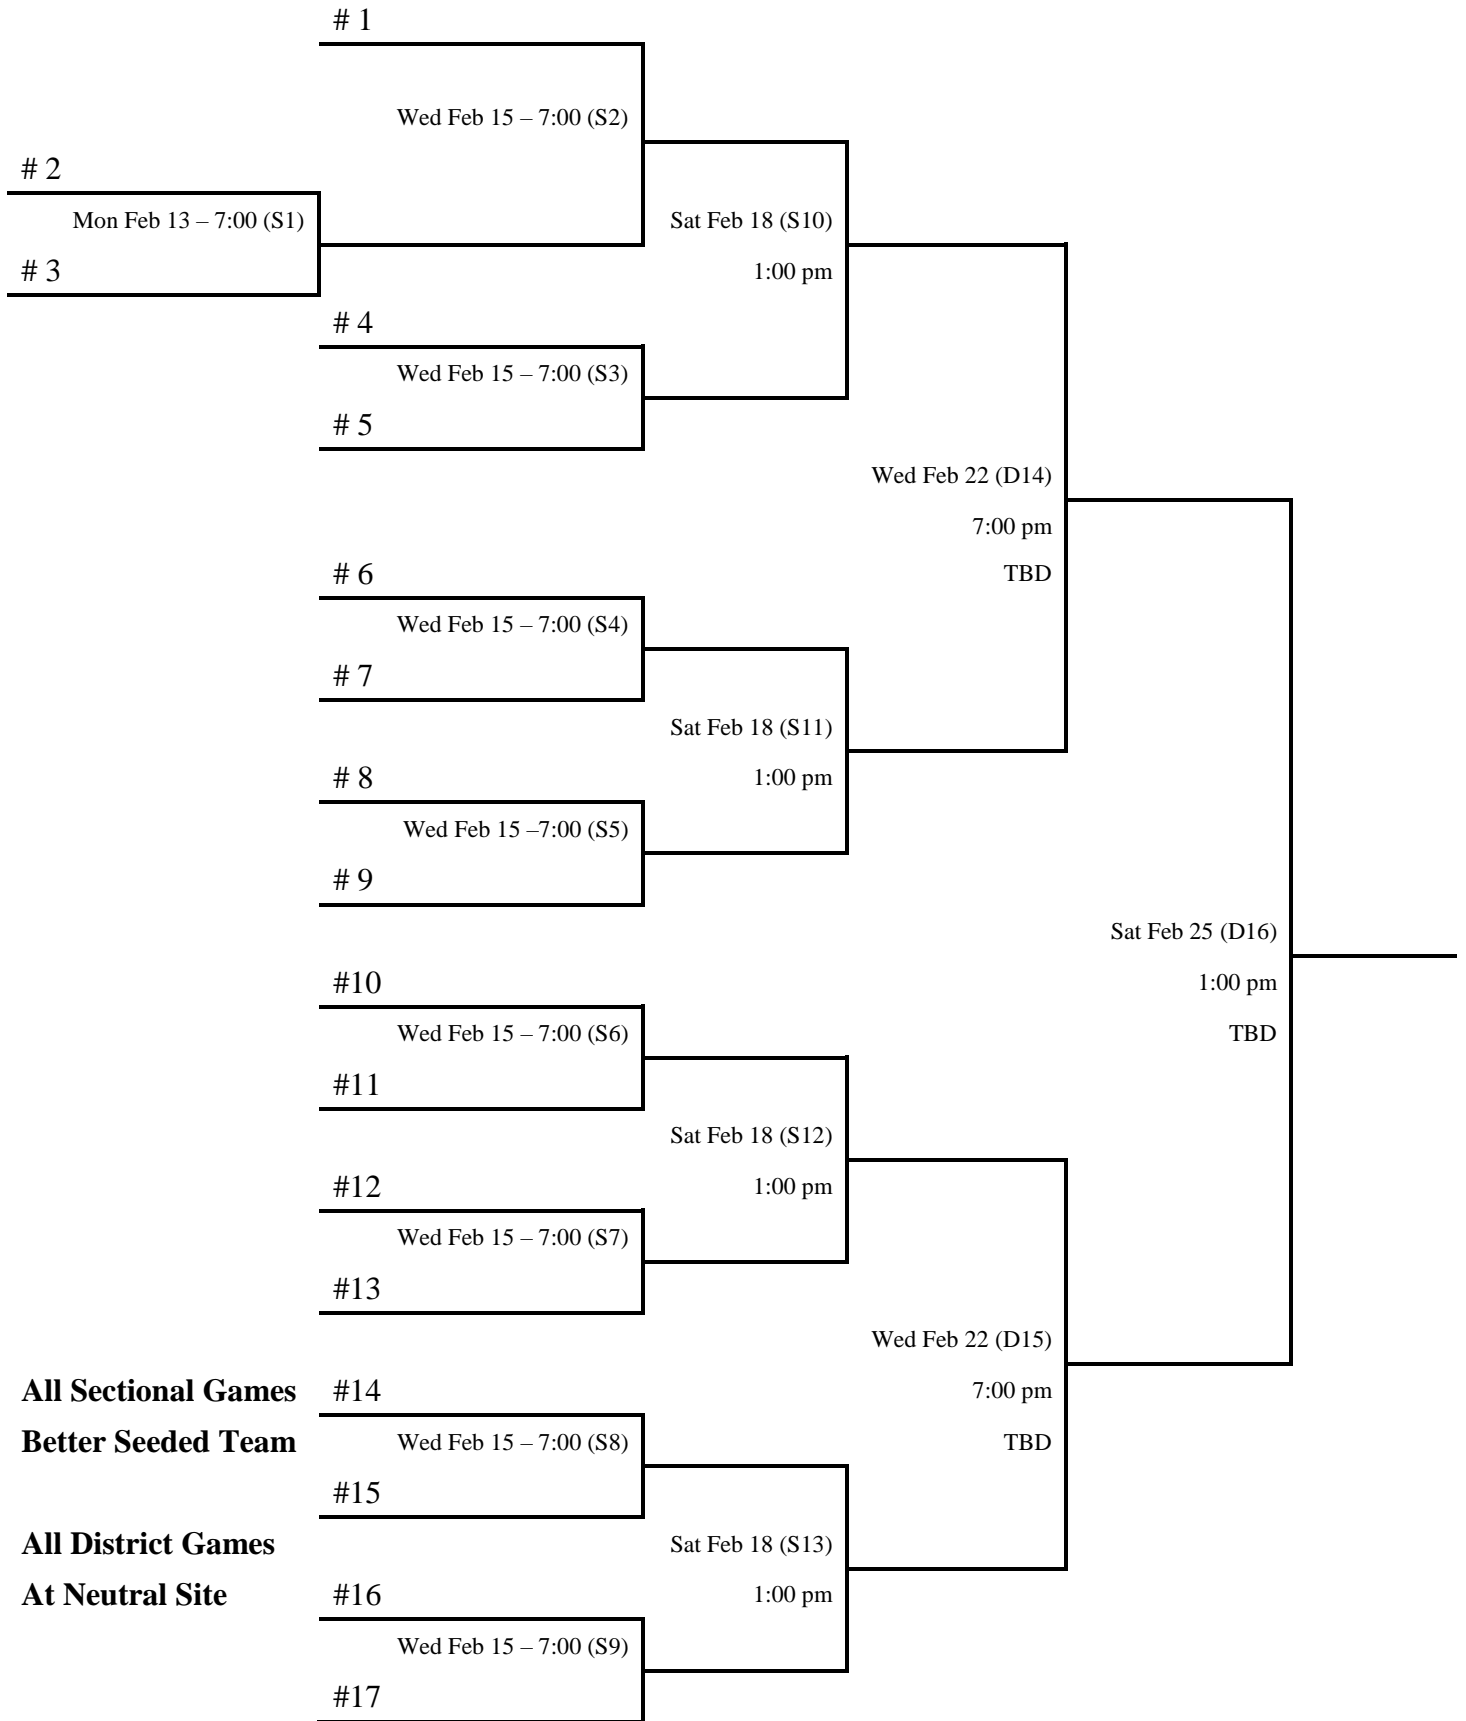 # 1
Wed Feb 15 – 7:00 (S2)
# 2
Mon Feb 13 – 7:00 (S1)
Sat Feb 18 (S10)
# 3
1:00 pm
# 4
Wed Feb 15 – 7:00 (S3)
# 5
Wed Feb 22 (D14)
7:00 pm
# 6
TBD
Wed Feb 15 – 7:00 (S4)
# 7
Sat Feb 18 (S11)
# 8
1:00 pm
Wed Feb 15 –7:00 (S5)
# 9
Sat Feb 25 (D16)
#10
1:00 pm
Wed Feb 15 – 7:00 (S6)
TBD
#11
Sat Feb 18 (S12)
#12
1:00 pm
Wed Feb 15 – 7:00 (S7)
#13
Wed Feb 22 (D15)
All Sectional Games
#14
7:00 pm
Better Seeded Team
Wed Feb 15 – 7:00 (S8)
TBD
#15
All District Games
Sat Feb 18 (S13)
At Neutral Site
#16
1:00 pm
Wed Feb 15 – 7:00 (S9)
#17